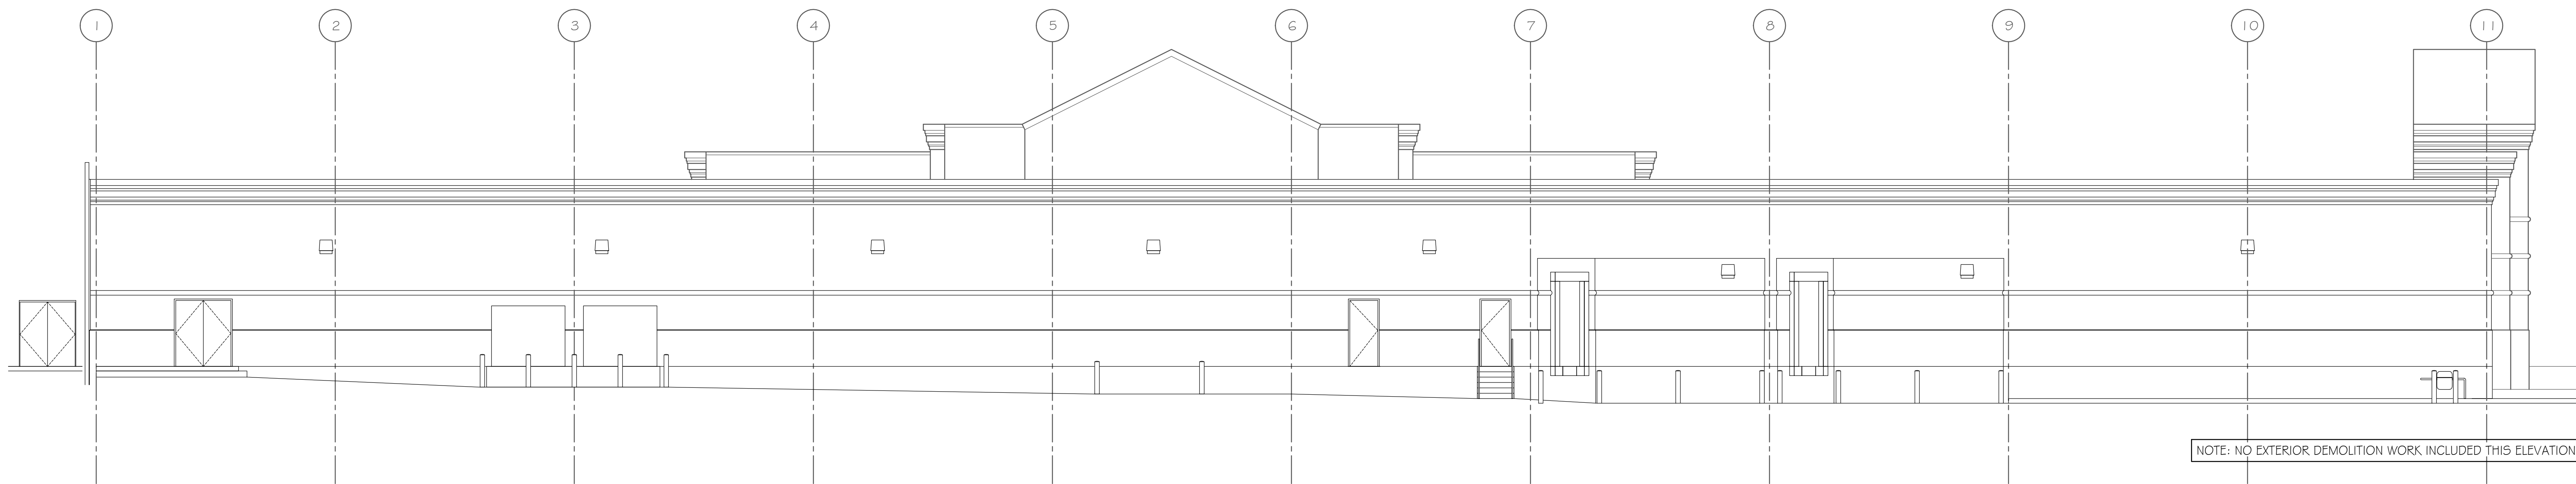 1 2 3 4 5 6 7 8 9 10 11
NOTE: NO EXTERIOR DEMOLITION WORK INCLUDED THIS ELEVATION